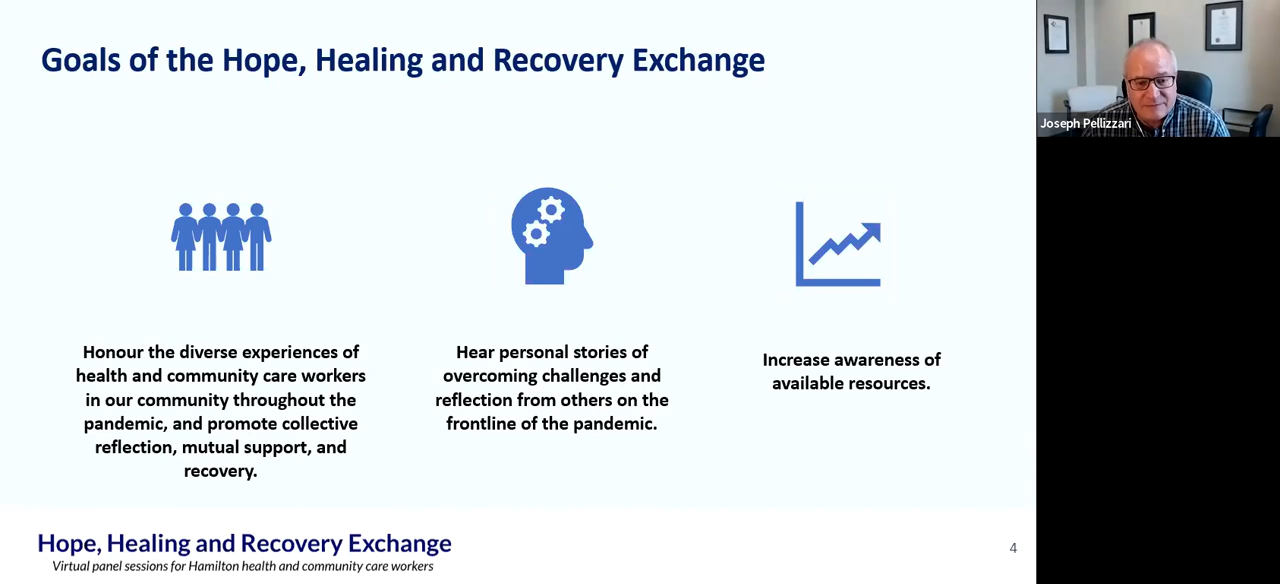 Goals of the Hope, Healing and Recovery Exchange
Honour the diverse experiences of
health and community care workers
in our community throughout the
pandemic, and promote collective
reflection, mutual support, and
recovery.
Hear personal stories of
overcoming challenges and
reflection from others on the
frontline of the pandemic.
Increase awareness of
available resources.
Hope, Healing and Recovery Exchange
Virtual panel sessions for Hamilton health and community care workers
4
Joseph Pellizzari